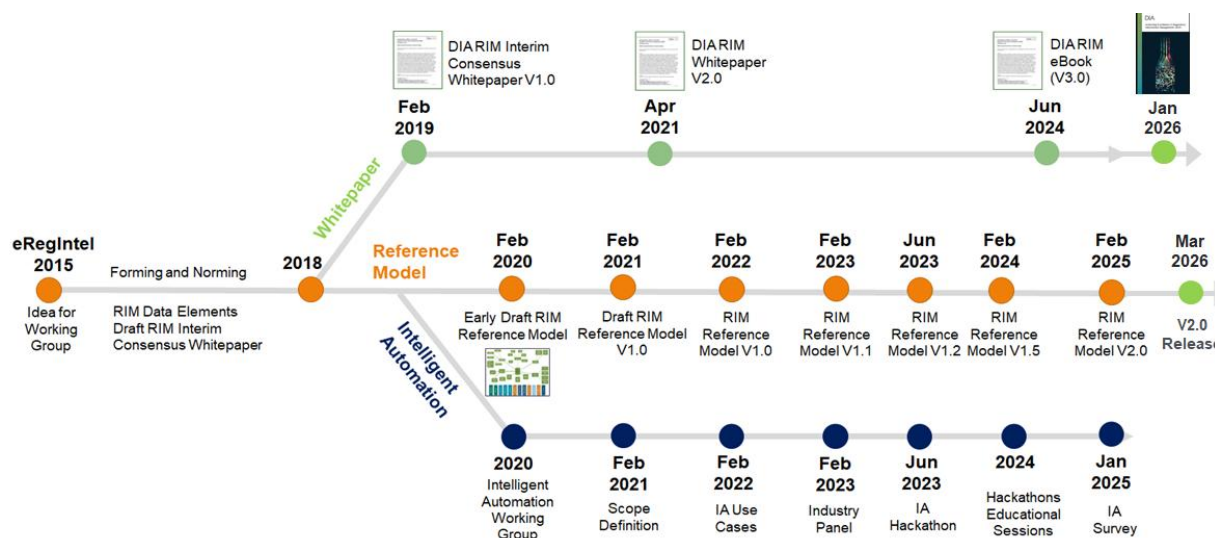 DIA RIM Interim
Consensus
Whitepaper V1.0
DIA RIM
Whitepaper
V2.0
DIA RIM
eBook
(V3.0)
DIA
Feb
2019
Apr
2021
Jun
2024
Jan
2026
Whitepaper
eRegIntel
2015
Forming and Norming
2018
Reference
Model
Feb
2020
Feb
2021
Feb
2022
Feb
2023
Jun
2023
Feb
2024
Feb
2025
Mar
2026
Idea for
Working
Group
RIM Data Elements
Draft RIM Interim
Consensus Whitepaper
Early Draft RIM
Reference Model
Draft RIM
Reference Model
V1.0
RIM
Reference
Model V1.0
RIM
Reference
Model V1.1
RIM
Reference
Model V1.2
RIM
Reference
Model V1.5
RIM
Reference
Model V2.0
V2.0
Release
Intelligent
Automation
2020
Intelligent
Automation
Working
Group
Feb
2021
Scope
Definition
Feb
2022
IA Use
Cases
Feb
2023
Industry
Panel
Jun
2023
IA
Hackathon
2024
Hackathons
Educational
Sessions
Jan
2025
IA
Survey